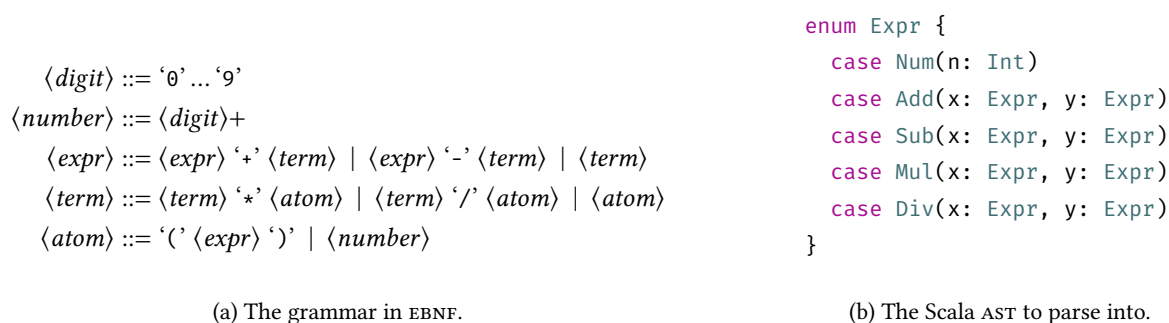 ⟨digit⟩ ::= ‘0’ … ‘9’
⟨number⟩ ::= ⟨digit⟩+
⟨expr⟩ ::= ⟨expr⟩ ‘+’ ⟨term⟩ | ⟨expr⟩ ‘-’ ⟨term⟩ | ⟨term⟩
⟨term⟩ ::= ⟨term⟩ ‘*’ ⟨atom⟩ | ⟨term⟩ ‘/’ ⟨atom⟩ | ⟨atom⟩
⟨atom⟩ ::= ‘(’ ⟨expr⟩ ‘)’ | ⟨number⟩
(a) The grammar in EBNF.
enum Expr {
  case Num(n: Int)
  case Add(x: Expr, y: Expr)
  case Sub(x: Expr, y: Expr)
  case Mul(x: Expr, y: Expr)
  case Div(x: Expr, y: Expr)
}
(b) The Scala AST to parse into.